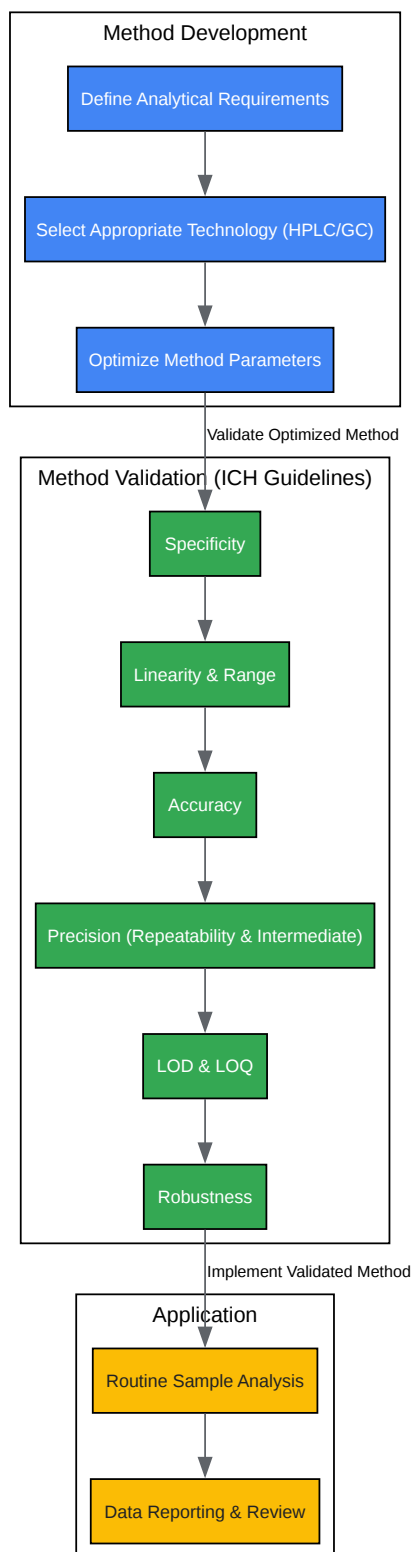 Method Development
Define Analytical Requirements
Select Appropriate Technology (HPLC/GC)
Optimize Method Parameters
Validate Optimized Method
Method Validation (ICH Guidelines)
Specificity
Linearity & Range
Accuracy
Precision (Repeatability & Intermediate)
LOD & LOQ
Robustness
Implement Validated Method
Application
Routine Sample Analysis
Data Reporting & Review